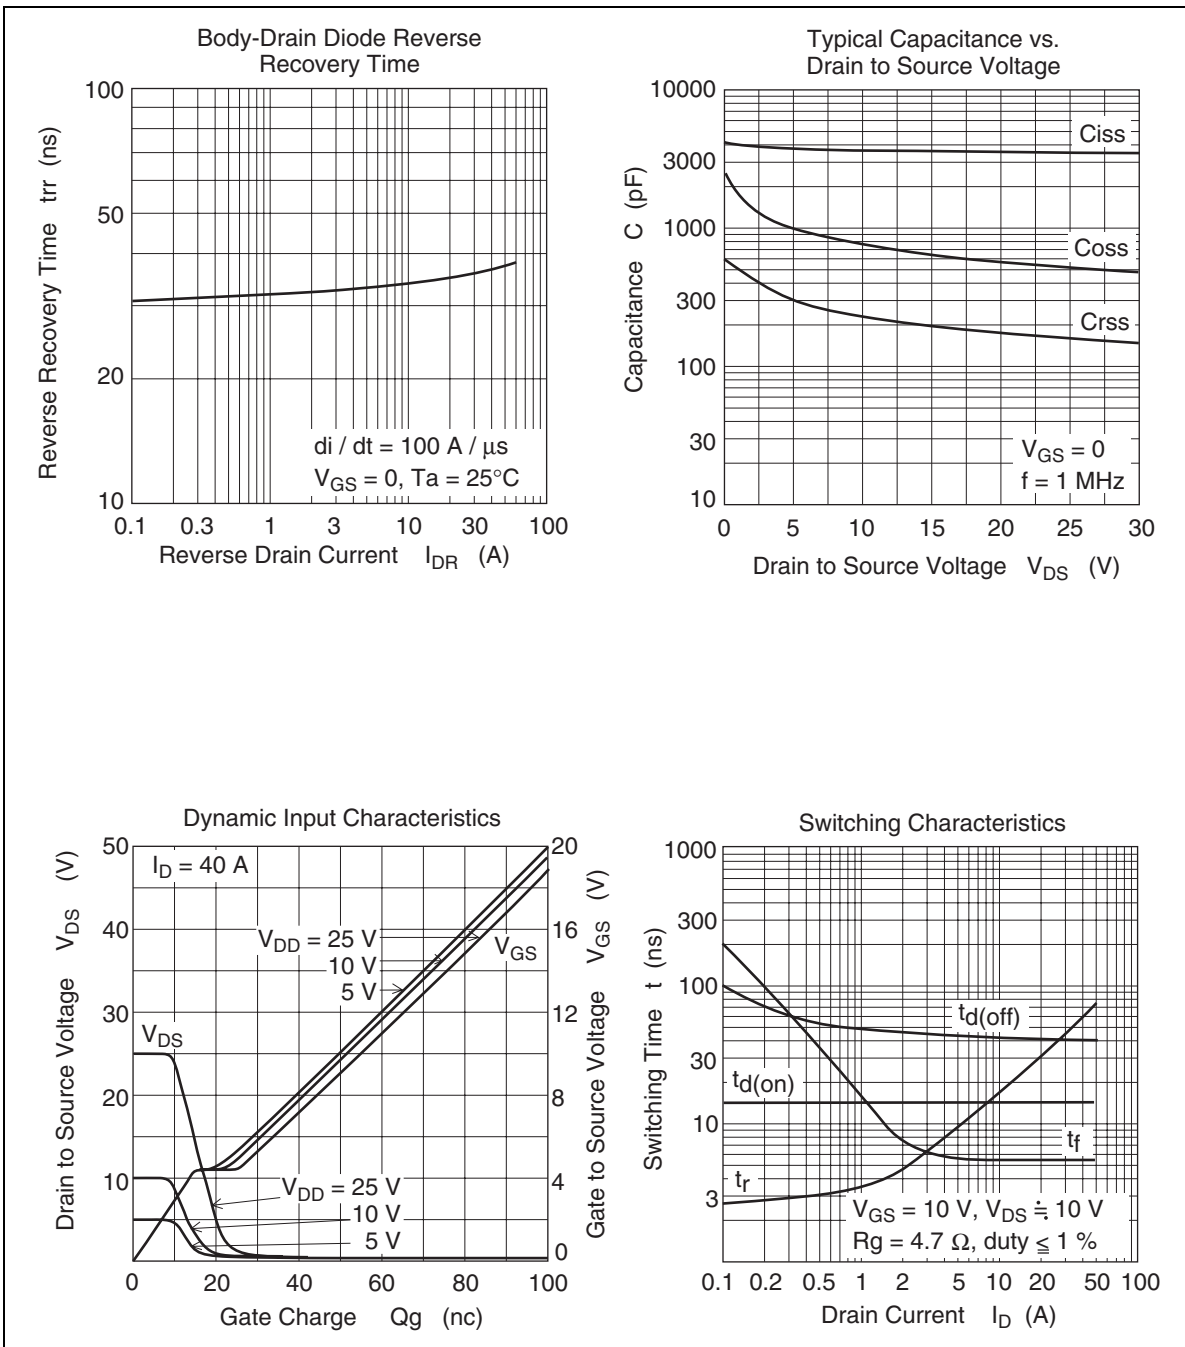 Body-Drain Diode Reverse
Recovery Time
100
50
20
10
Reverse Recovery Time trr (ns)
di / dt = 100 A / μs
VGS = 0, Ta = 25°C
0.1 0.3 1 3 10 30 100
Reverse Drain Current IDR (A)
Typical Capacitance vs.
Drain to Source Voltage
10000
3000
1000
300
100
30
10
Capacitance C (pF)
Ciss
Coss
Crss
VGS = 0
f = 1 MHz
0 5 10 15 20 25 30
Drain to Source Voltage VDS (V)
Dynamic Input Characteristics
50
40
30
20
10
Drain to Source Voltage VDS (V)
ID = 40 A
VDD = 25 V
10 V
5 V
VGS
VDS
VDD = 25 V
10 V
5 V
20
16
12
8
4
0
Gate to Source Voltage VGS (V)
0 20 40 60 80 100
Gate Charge Qg (nc)
Switching Characteristics
1000
300
100
30
10
3
Switching Time t (ns)
td(off)
td(on)
tf
tr
VGS = 10 V, VDS ≒ 10 V
Rg = 4.7 Ω, duty ≦ 1 %
0.1 0.2 0.5 1 2 5 10 20 50 100
Drain Current ID (A)